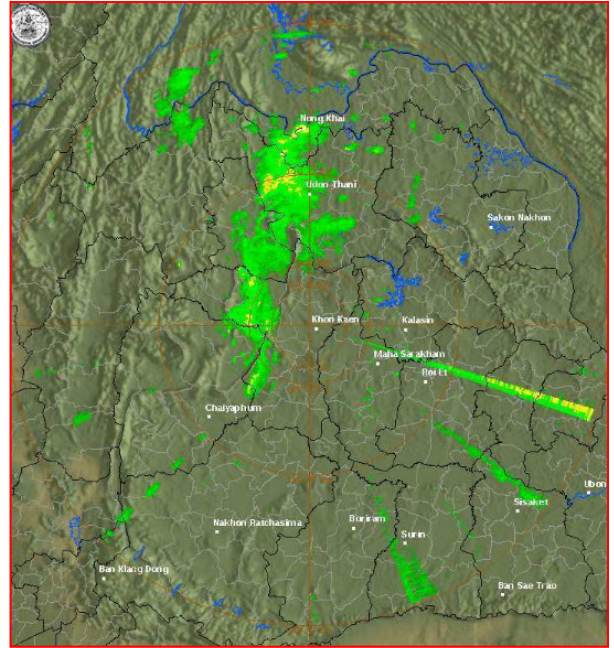 Nong Khai
Udon Thani
Sakon Nakhon
Khon Kaen
Kalasin
Maha Sarakham
Roi Et
Chaiyaphum
Ubon
Sisaket
Nakhon Ratchasima
Buriram
Surin
Ban Klang Dong
Ban Sae Trao